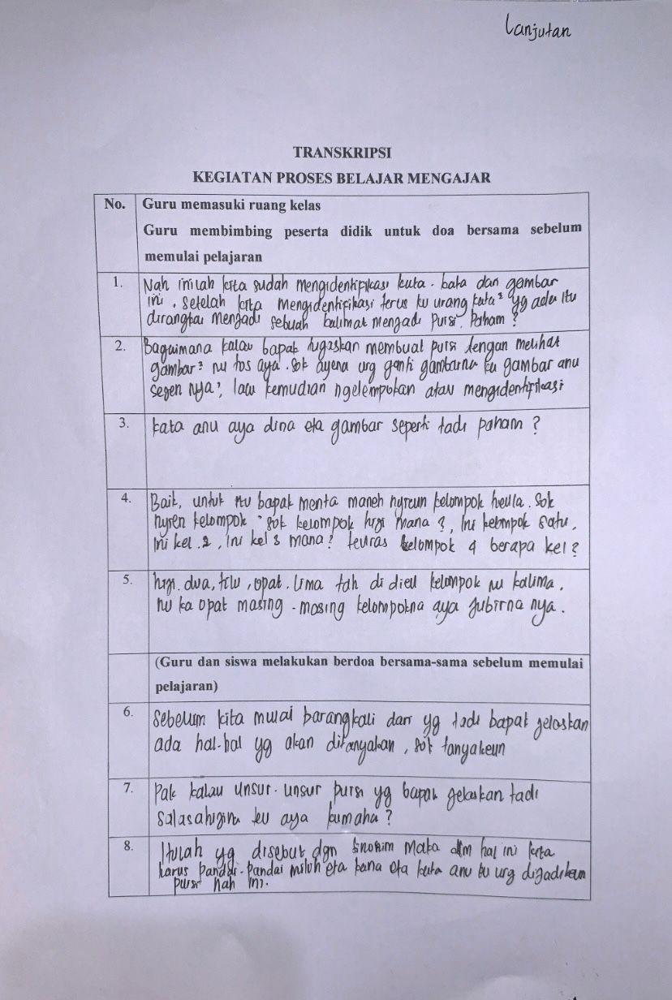 Lanjutan
TRANSKRIPSI
KEGIATAN PROSES BELAJAR MENGAJAR
No. Guru memasuki ruang kelas
Guru membimbing peserta didik untuk doa bersama sebelum
memulai pelajaran
1. Nah inilah kita sudah mengidentipikasi kata-kata dari gambar
ini, setelah kita mengidentifikasi terus ku urang kata² yg ada itu
dirangkai menjadi sebuah kalimat menjadi puisi. Paham?
2. Bagaimana kalau bapak tugaskan membuat puisi dengan melihat
gambar² nu tos aya. Sok ayena urg ganti gambarna ku gambar anu
sejen nya², lalu kemudian ngelempokan atau mengidentifikasi
3. kata anu aya dina eta gambar seperti tadi paham?
4. Baik, untuk itu bapak menta maneh nyieun kelompok heula. Sok
nyien kelompok, sok kelompok hiji mana?, Ini kelompok satu,
Ini kel. 2, ini kel 3 mana? teuras kelompok 4 berapa kel?
5. hiji. dua, tilu, opat. lima tah di dieu kelompok nu kalima,
nu ka opat masing-masing kelompokna aya jubirna nya.
(Guru dan siswa melakukan berdoa bersama-sama sebelum memulai
pelajaran)
6. Sebelum kita mulai barangkali dari yg tadi bapak jelaskan
ada hal-hal yg akan ditanyakan, sok tanyakeun
7. Pak kalau unsur-unsur puisi yg bapak jelaskan tadi
salasahijina eu aya kumaha?
8. Itulah yg disebut dgn sinonim Maka dlm hal ini kita
harus pandai-pandai milih eta kana eta kata anu ku urg dijadikeun
puisi nah ini.